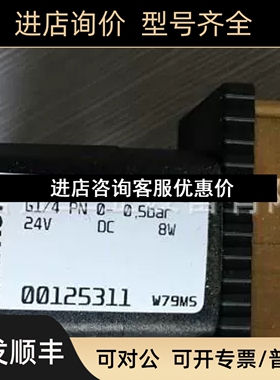 进店询价 型号齐全
G1/4 PN 0- 0,5bar
进店咨询客服优惠价
24V DC 8W
00125311 W79MS
发顺丰
可对公 可开专票/普